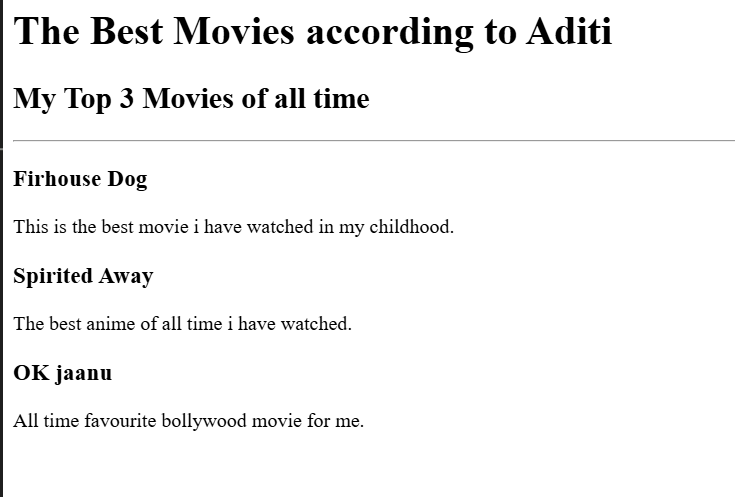 The Best Movies according to Aditi
My Top 3 Movies of all time
Firhouse Dog
This is the best movie i have watched in my childhood.
Spirited Away
The best anime of all time i have watched.
OK jaanu
All time favourite bollywood movie for me.